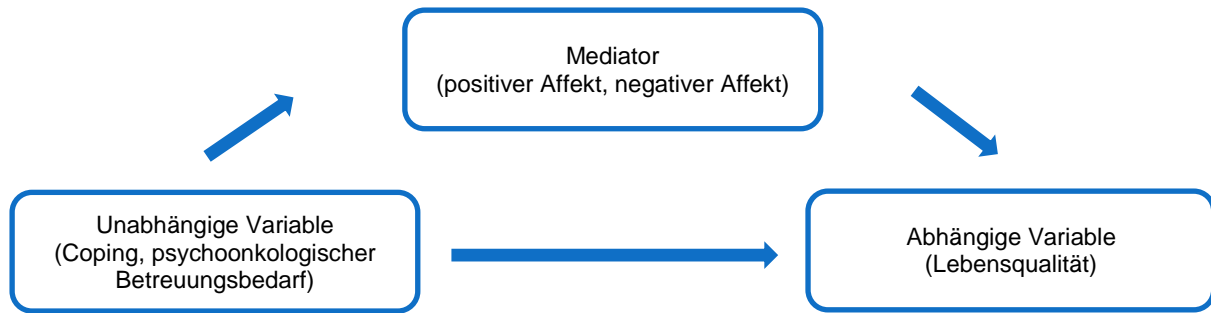 Mediator
(positiver Affekt, negativer Affekt)
Unabhängige Variable
(Coping, psychoonkologischer
Betreuungsbedarf)
Abhängige Variable
(Lebensqualität)